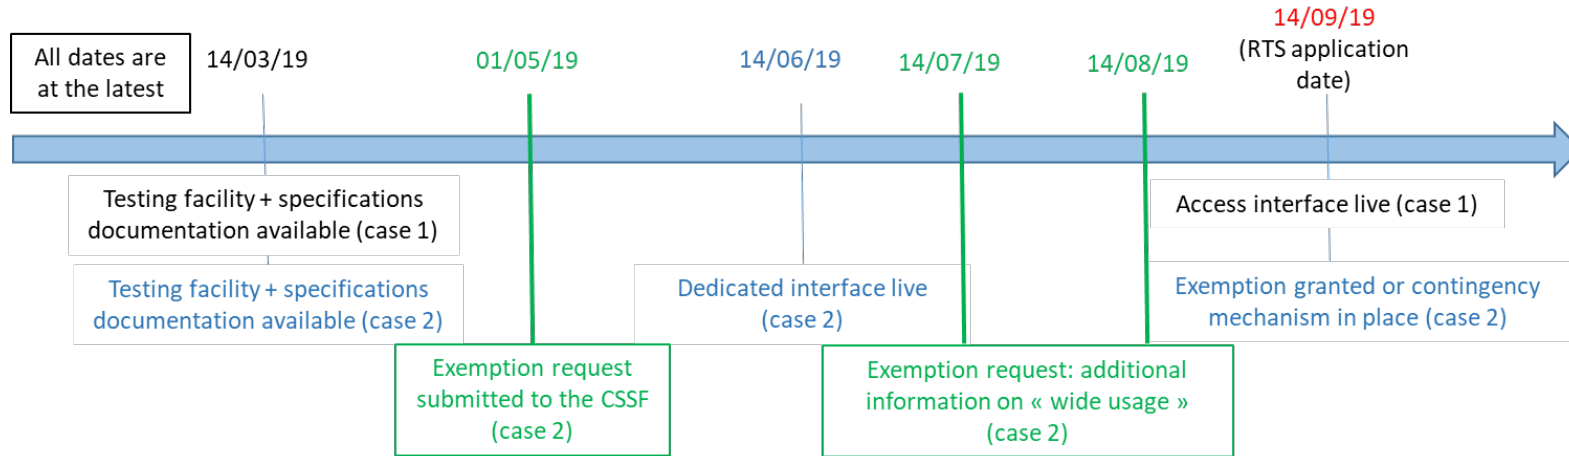 All dates are
at the latest
14/03/19
01/05/19
14/06/19
14/07/19
14/08/19
14/09/19
(RTS application
date)
Testing facility + specifications
documentation available (case 1)
Access interface live (case 1)
Testing facility + specifications
documentation available (case 2)
Dedicated interface live
(case 2)
Exemption granted or contingency
mechanism in place (case 2)
Exemption request
submitted to the CSSF
(case 2)
Exemption request: additional
information on « wide usage »
(case 2)